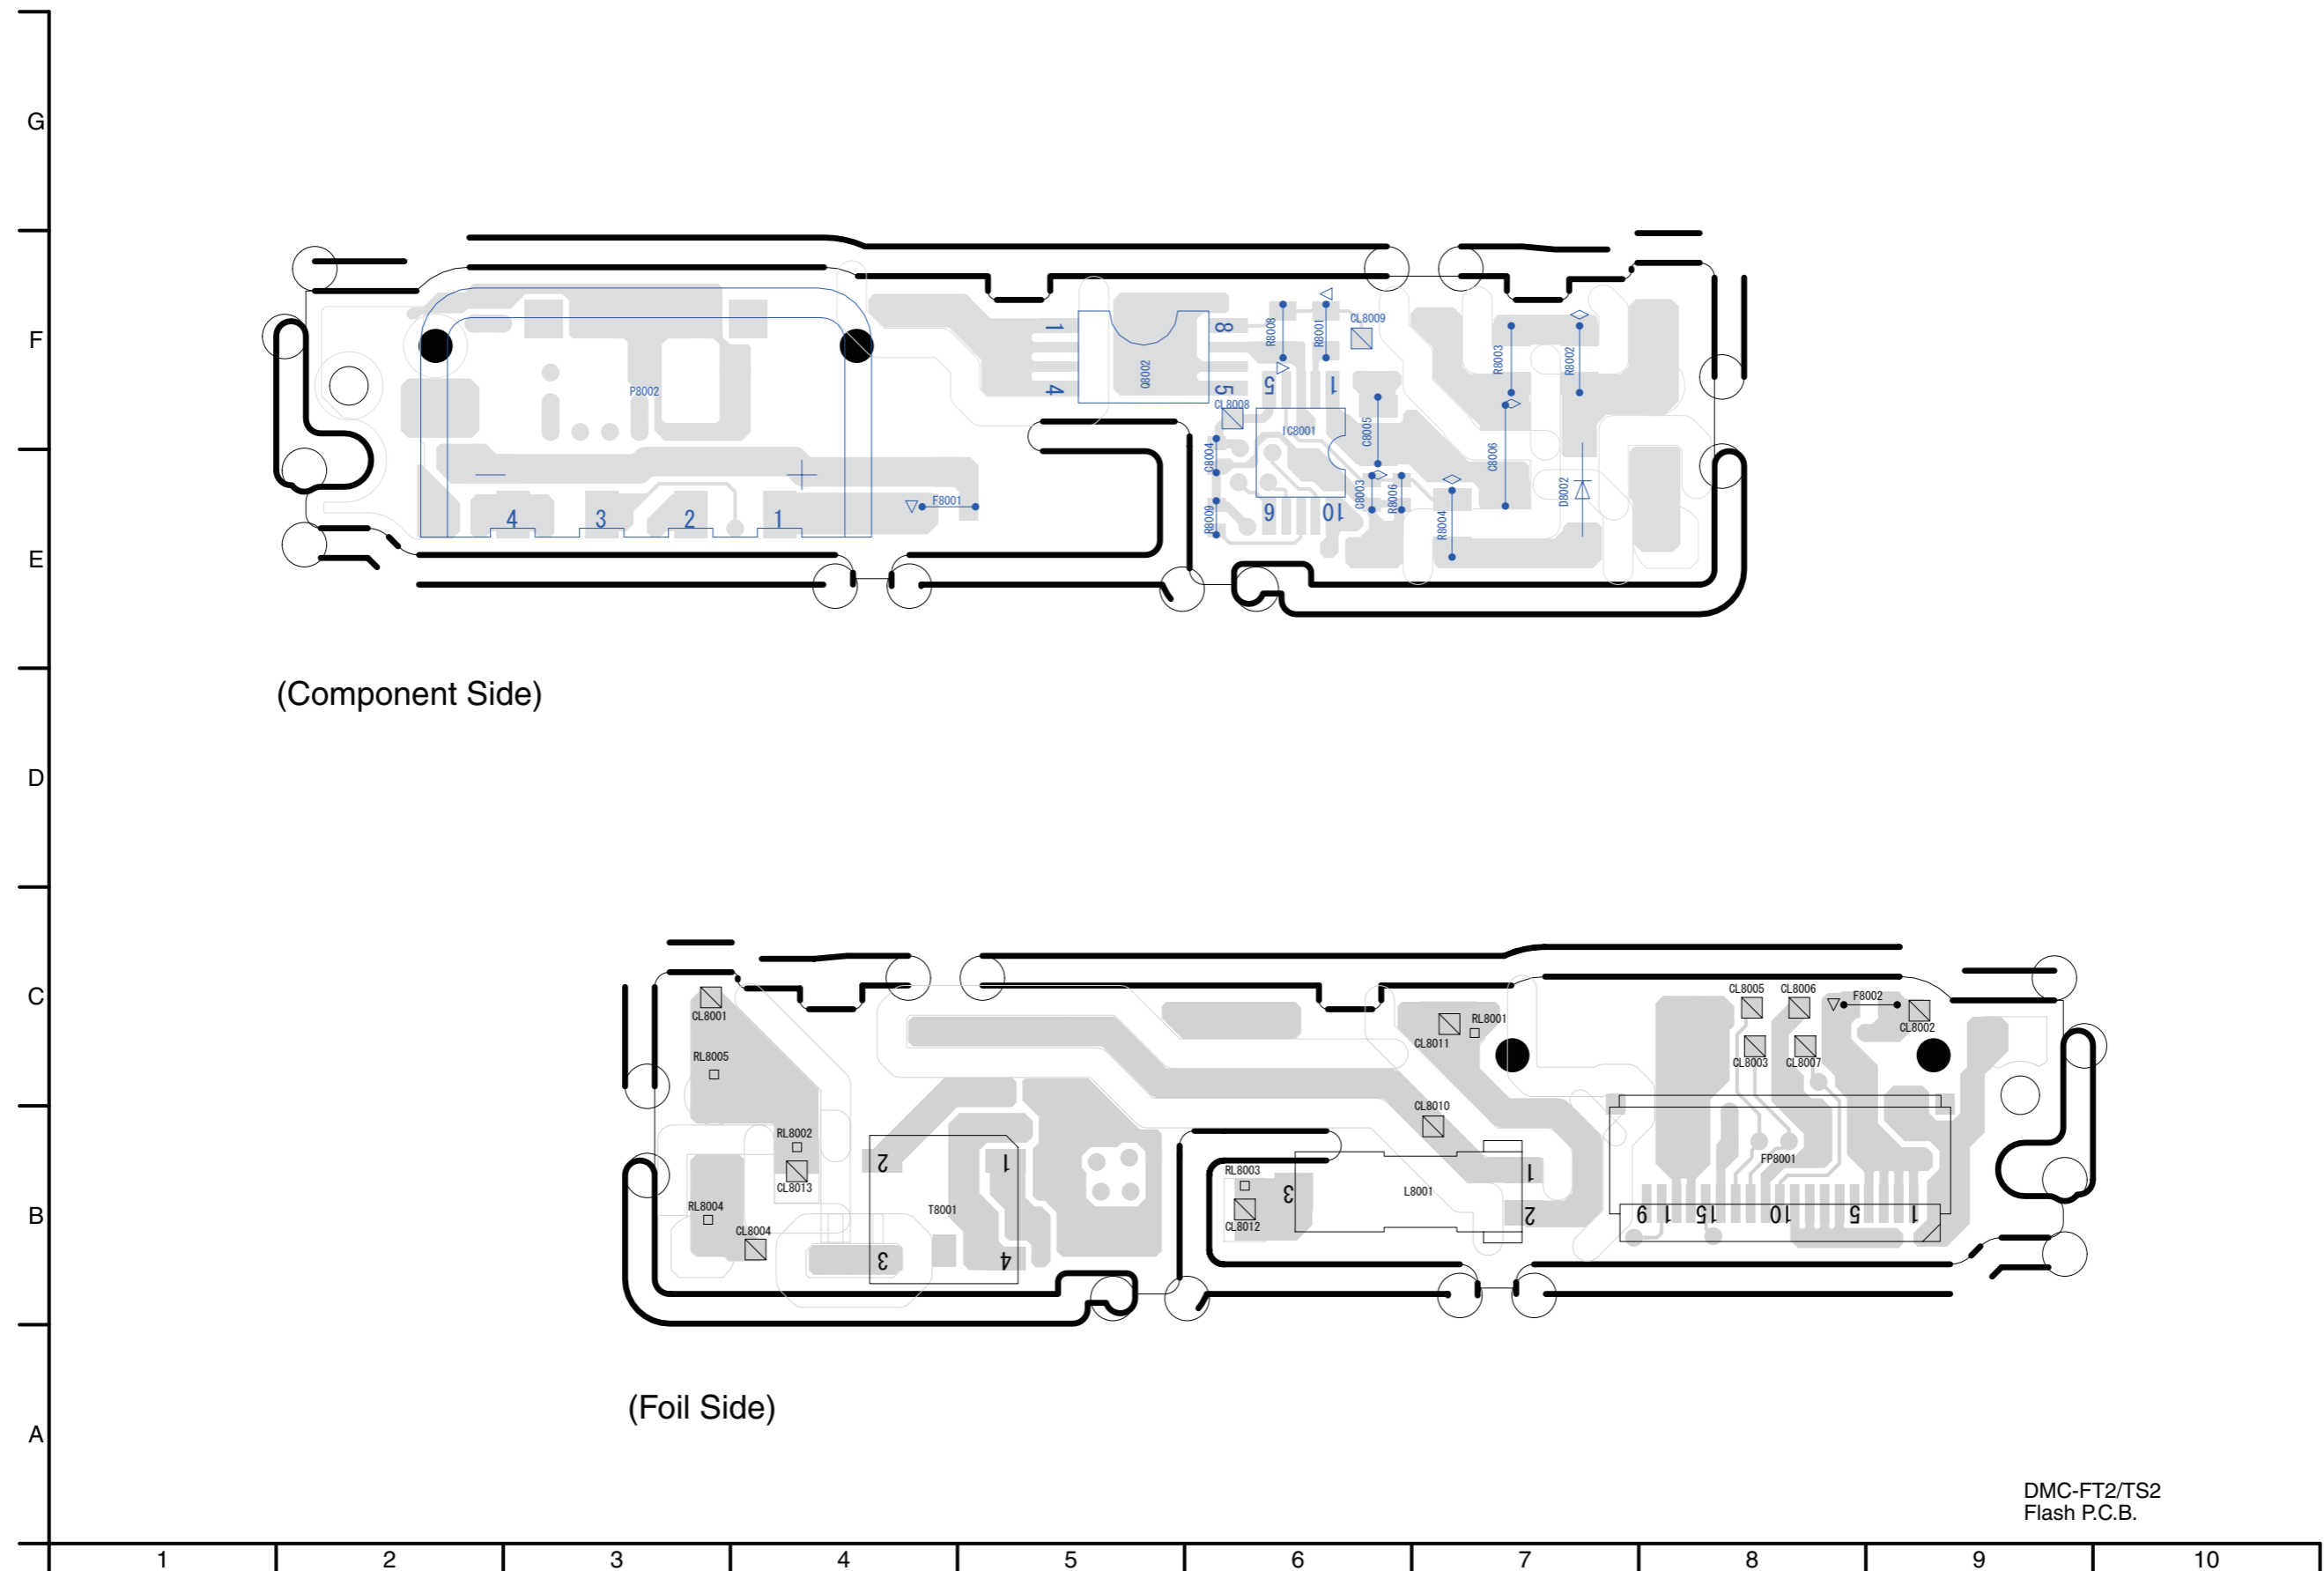 G
F
E
D
C
B
A
R8008
R8001
CL8009
1
8
R8003
R8002
P8002
4
Q8002
5
5
1
CL8008
IC8001
C8005
C8004
C8006
F8001
C8003
R8006
D8002
4
3
2
1
R8009
6
10
R8004
(Component Side)
CL8001
CL8005
CL8006
F8002
CL8002
RL8001
CL8011
RL8005
CL8003
CL8007
CL8010
RL8002
2
1
CL8013
RL8003
3
1
FP8001
L8001
RL8004
T8001
CL8012
2
CL8004
3
4
19
15
10
5
1
(Foil Side)
DMC-FT2/TS2
Flash P.C.B.
1 2 3 4 5 6 7 8 9 10